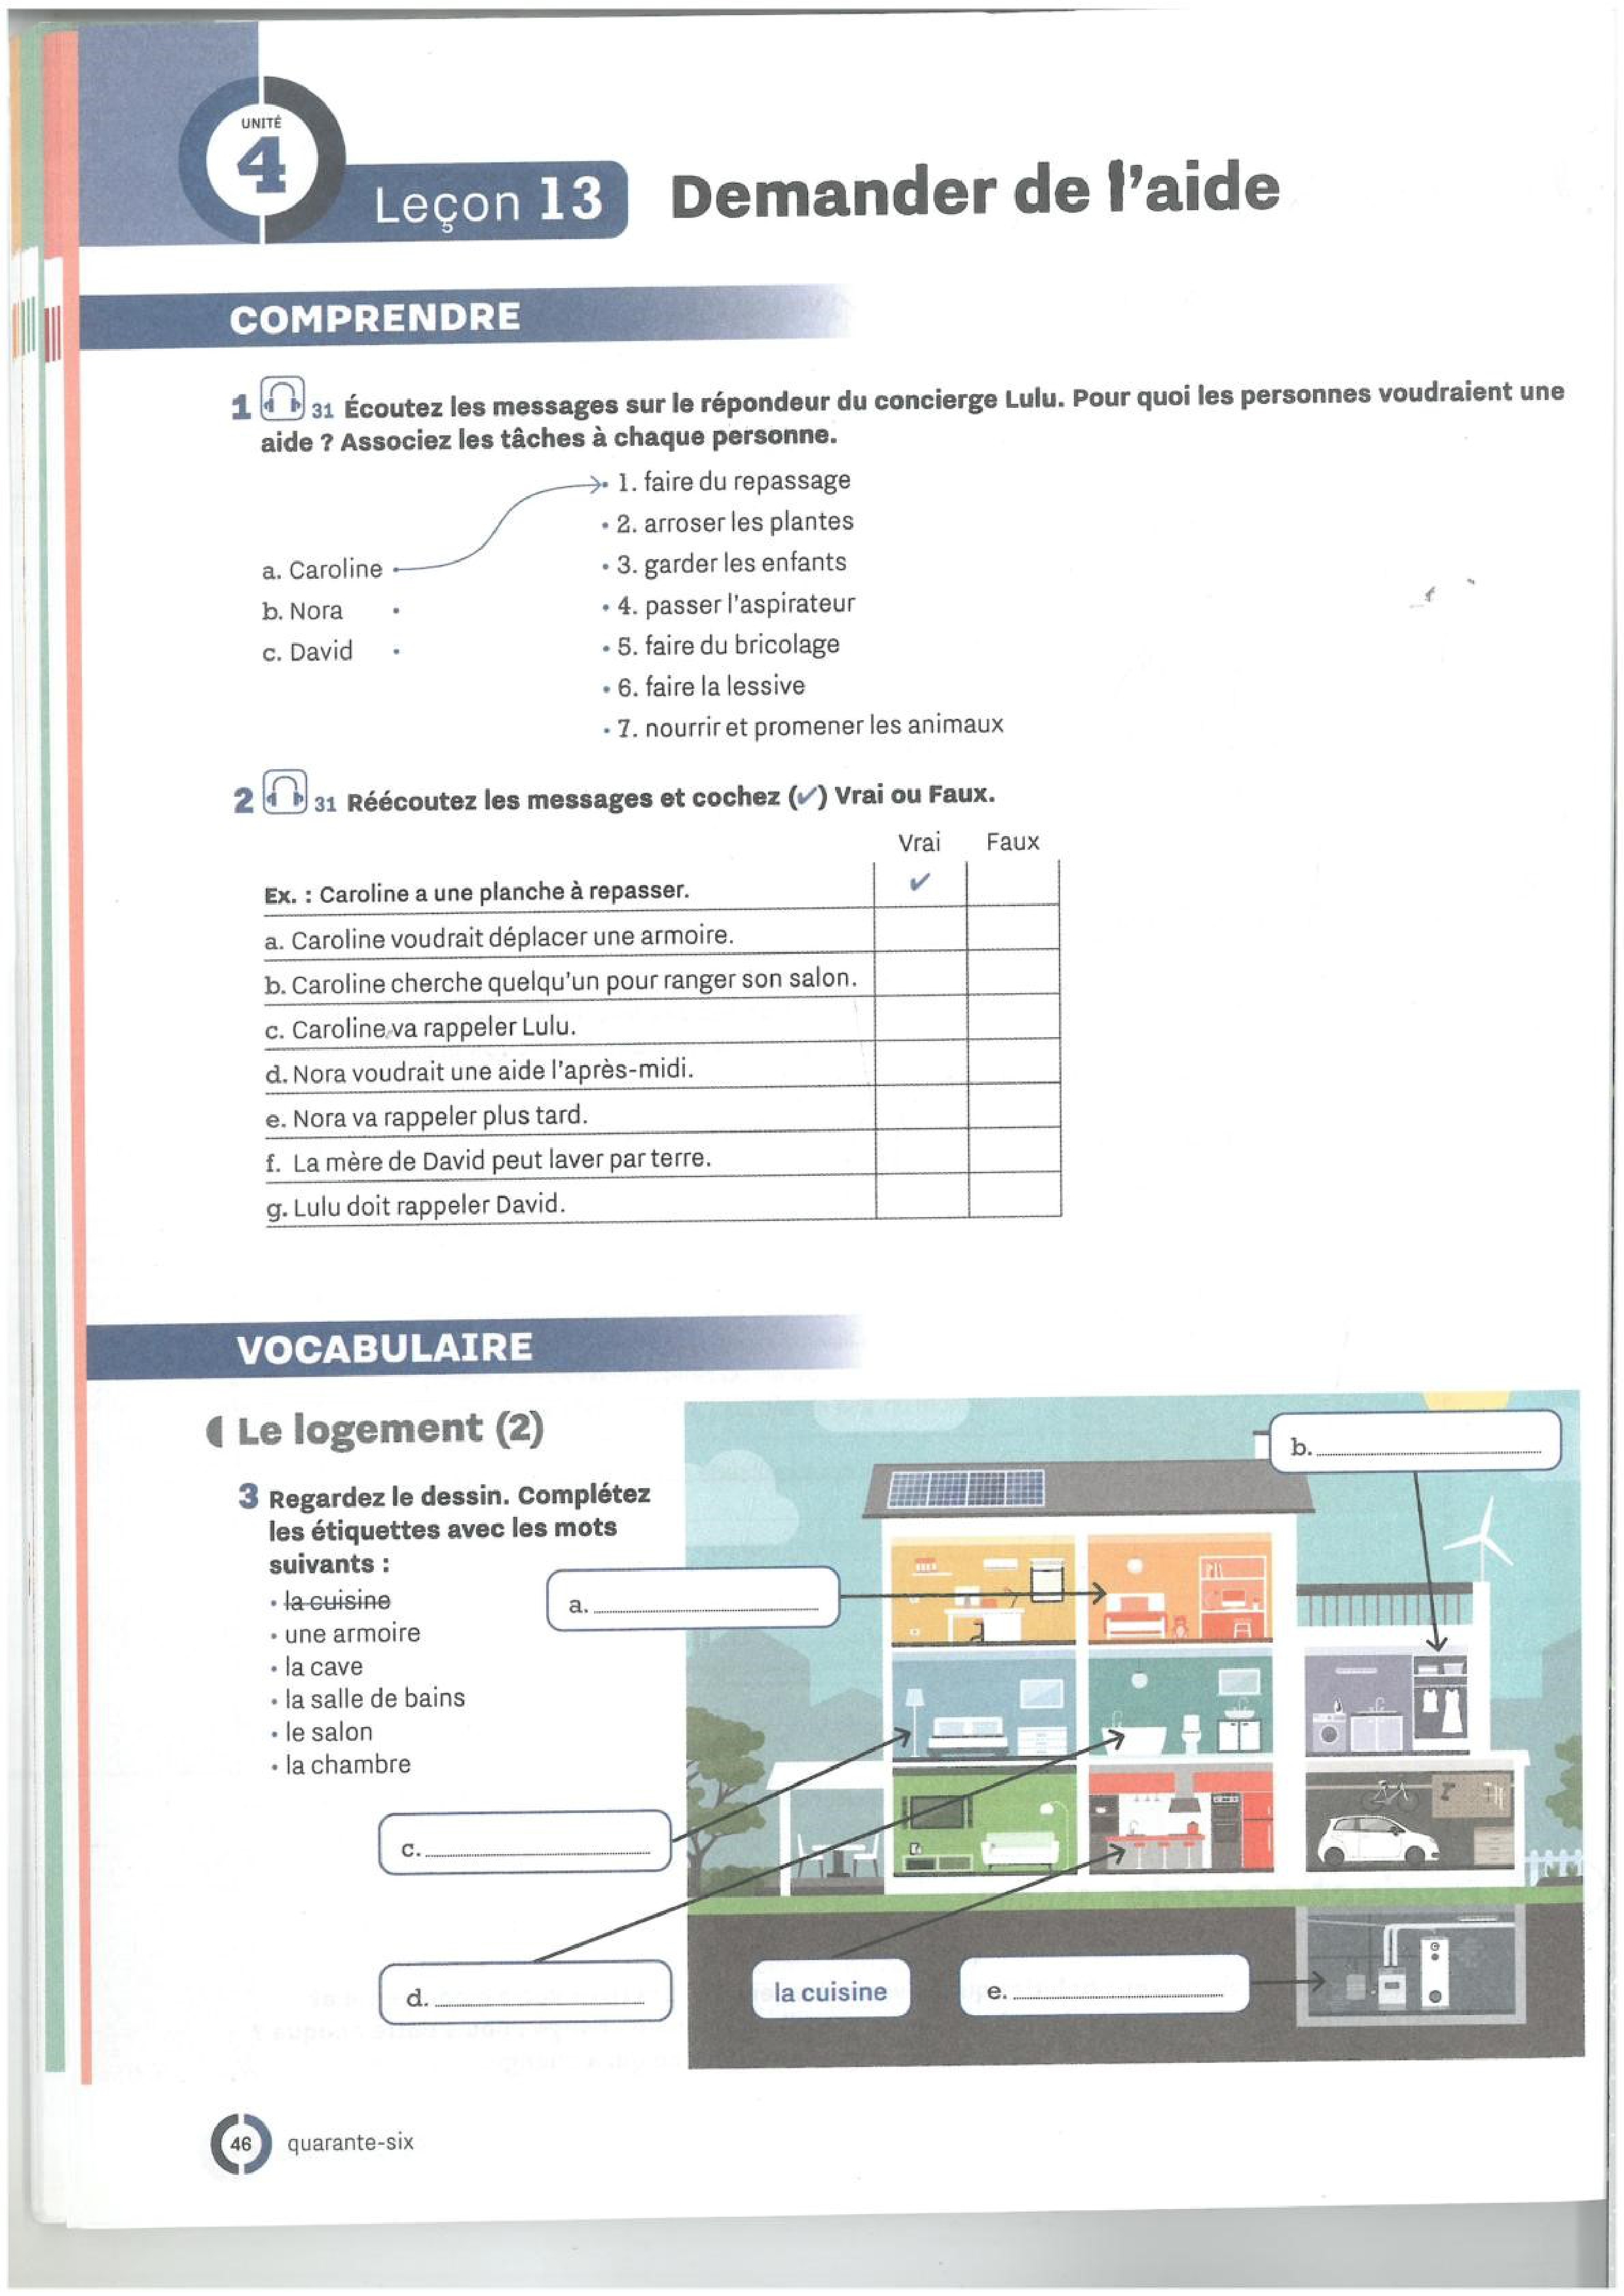 UNITÉ
4
Leçon 13
Demander de l'aide
COMPRENDRE
1 31 Écoutez les messages sur le répondeur du concierge Lulu. Pour quoi les personnes voudraient une
aide ? Associez les tâches à chaque personne.
a. Caroline
b. Nora
c. David
1. faire du repassage
2. arroser les plantes
3. garder les enfants
4. passer l'aspirateur
5. faire du bricolage
6. faire la lessive
7. nourrir et promener les animaux
2 31 Réécoutez les messages et cochez (✓) Vrai ou Faux.
Vrai Faux
Ex. : Caroline a une planche à repasser. ✓
a. Caroline voudrait déplacer une armoire.
b. Caroline cherche quelqu'un pour ranger son salon.
c. Caroline va rappeler Lulu.
d. Nora voudrait une aide l'après-midi.
e. Nora va rappeler plus tard.
f. La mère de David peut laver par terre.
g. Lulu doit rappeler David.
VOCABULAIRE
Le logement (2)
3 Regardez le dessin. Complétez
les étiquettes avec les mots
suivants :
• la cuisine
• une armoire
• la cave
• la salle de bains
• le salon
• la chambre
a.
b.
c.
d.
la cuisine
e.
46 quarante-six